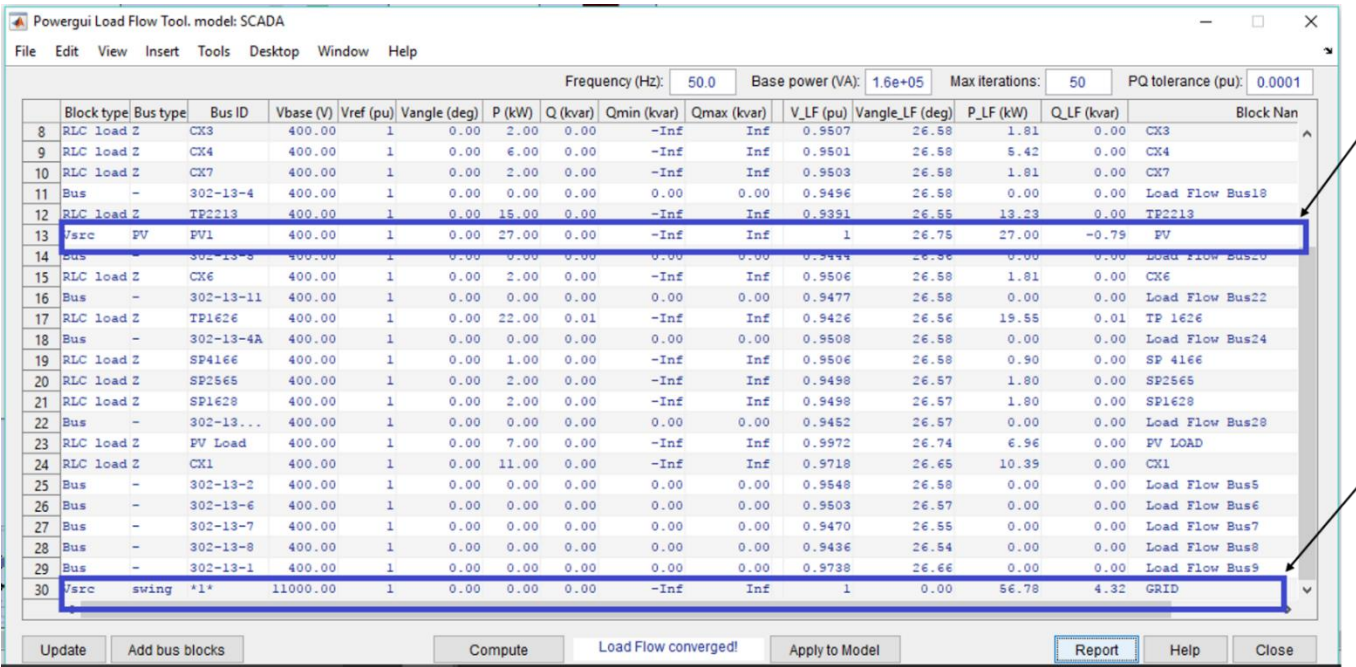 Powergui Load Flow Tool. model: SCADA
File Edit View Insert Tools Desktop Window Help
Frequency (Hz): 50.0 Base power (VA): 1.6e+05 Max iterations: 50 PQ tolerance (pu): 0.0001
Block type Bus type Bus ID Vbase (V) Vref (pu) Vangle (deg) P (kW) Q (kvar) Qmin (kvar) Qmax (kvar) V_LF (pu) Vangle_LF (deg) P_LF (kW) Q_LF (kvar) Block Nan
8 RLC load Z CX3 400.00 1 0.00 2.00 0.00 -Inf Inf 0.9507 26.58 1.81 0.00 CX3
9 RLC load Z CX4 400.00 1 0.00 6.00 0.00 -Inf Inf 0.9501 26.58 5.42 0.00 CX4
10 RLC load Z CX7 400.00 1 0.00 2.00 0.00 -Inf Inf 0.9503 26.58 1.81 0.00 CX7
11 Bus - 302-13-4 400.00 1 0.00 0.00 0.00 0.00 0.00 0.9496 26.58 0.00 0.00 Load Flow Bus18
12 RLC load Z TP2213 400.00 1 0.00 15.00 0.00 -Inf Inf 0.9391 26.55 13.23 0.00 TP2213
13 Vsrc PV PV1 400.00 1 0.00 27.00 0.00 -Inf Inf 1 26.75 27.00 -0.79 PV
14 Bus - 400.00 1 0.00 0.00 0.00 0.00 0.00 0.9444 26.56 0.00 0.00 Load Flow Bus20
15 RLC load Z CX6 400.00 1 0.00 2.00 0.00 -Inf Inf 0.9506 26.58 1.81 0.00 CX6
16 Bus - 302-13-11 400.00 1 0.00 0.00 0.00 0.00 0.00 0.9477 26.58 0.00 0.00 Load Flow Bus22
17 RLC load Z TP1626 400.00 1 0.00 22.00 0.01 -Inf Inf 0.9426 26.56 19.55 0.01 TP 1626
18 Bus - 302-13-4A 400.00 1 0.00 0.00 0.00 0.00 0.00 0.9508 26.58 0.00 0.00 Load Flow Bus24
19 RLC load Z SP4166 400.00 1 0.00 1.00 0.00 -Inf Inf 0.9506 26.58 0.90 0.00 SP 4166
20 RLC load Z SP2565 400.00 1 0.00 2.00 0.00 -Inf Inf 0.9498 26.57 1.80 0.00 SP2565
21 RLC load Z SP1628 400.00 1 0.00 2.00 0.00 -Inf Inf 0.9498 26.57 1.80 0.00 SP1628
22 Bus - 302-13... 400.00 1 0.00 0.00 0.00 0.00 0.00 0.9452 26.57 0.00 0.00 Load Flow Bus28
23 RLC load Z PV Load 400.00 1 0.00 7.00 0.00 -Inf Inf 0.9972 26.74 6.96 0.00 PV LOAD
24 RLC load Z CX1 400.00 1 0.00 11.00 0.00 -Inf Inf 0.9718 26.65 10.39 0.00 CX1
25 Bus - 302-13-2 400.00 1 0.00 0.00 0.00 0.00 0.00 0.9548 26.58 0.00 0.00 Load Flow Bus5
26 Bus - 302-13-6 400.00 1 0.00 0.00 0.00 0.00 0.00 0.9503 26.57 0.00 0.00 Load Flow Bus6
27 Bus - 302-13-7 400.00 1 0.00 0.00 0.00 0.00 0.00 0.9470 26.55 0.00 0.00 Load Flow Bus7
28 Bus - 302-13-8 400.00 1 0.00 0.00 0.00 0.00 0.00 0.9436 26.54 0.00 0.00 Load Flow Bus8
29 Bus - 302-13-1 400.00 1 0.00 0.00 0.00 0.00 0.00 0.9738 26.66 0.00 0.00 Load Flow Bus9
30 Vsrc swing *1* 11000.00 1 0.00 0.00 0.00 -Inf Inf 1 0.00 56.78 4.32 GRID
Update Add bus blocks Compute Load Flow converged! Apply to Model Report Help Close